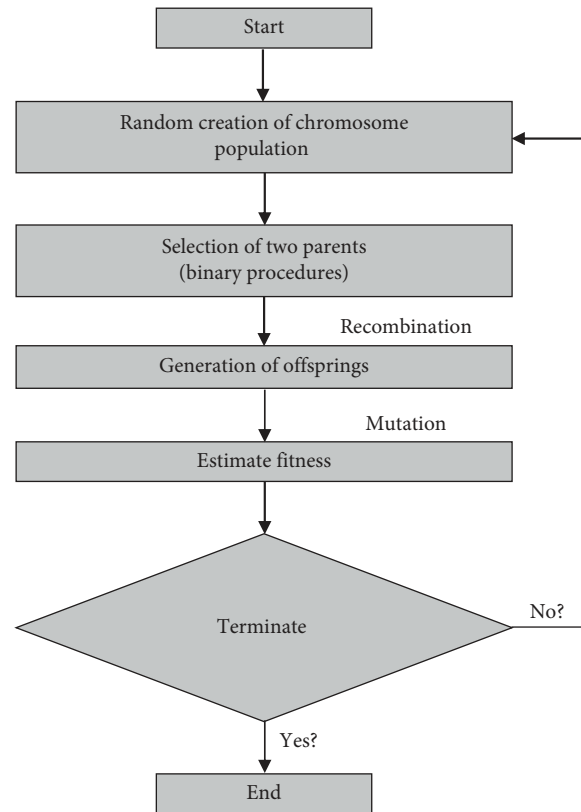 Start
Random creation of chromosome
population
Selection of two parents
(binary procedures)
Recombination
Generation of offsprings
Mutation
Estimate fitness
Terminate
No?
Yes?
End